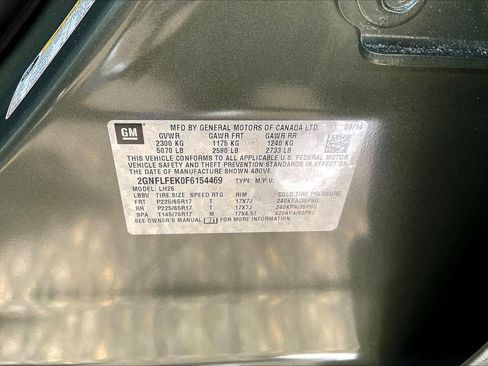 GM
MFD BY GENERAL MOTORS OF CANADA LTD. 09/14
GVWR GAWR FRT GAWR RR
2300 KG 1175 KG 1240 KG
5070 LB 2590 LB 2733 LB
THIS VEHICLE CONFORMS TO ALL APPLICABLE U.S. FEDERAL MOTOR
VEHICLE SAFETY AND THEFT PREVENTION STANDARDS IN EFFECT ON THE
DATE OF MANUFACTURE SHOWN ABOVE.
2GNFLFEK0F6154469 TYPE: M.P.V.
MODEL: LH26
TIRE SIZE SPEED RTG RIM COLD TIRE PRESSURE
FRT P225/65R17 T 17X7J 240KPA(35PSI)
RR P225/65R17 T 17X7J 240KPA(35PSI)
SPA T145/70R17 M 17X4.5T 420KPA(60PSI)
SEE OWNER'S MANUAL FOR MORE INFORMATION.